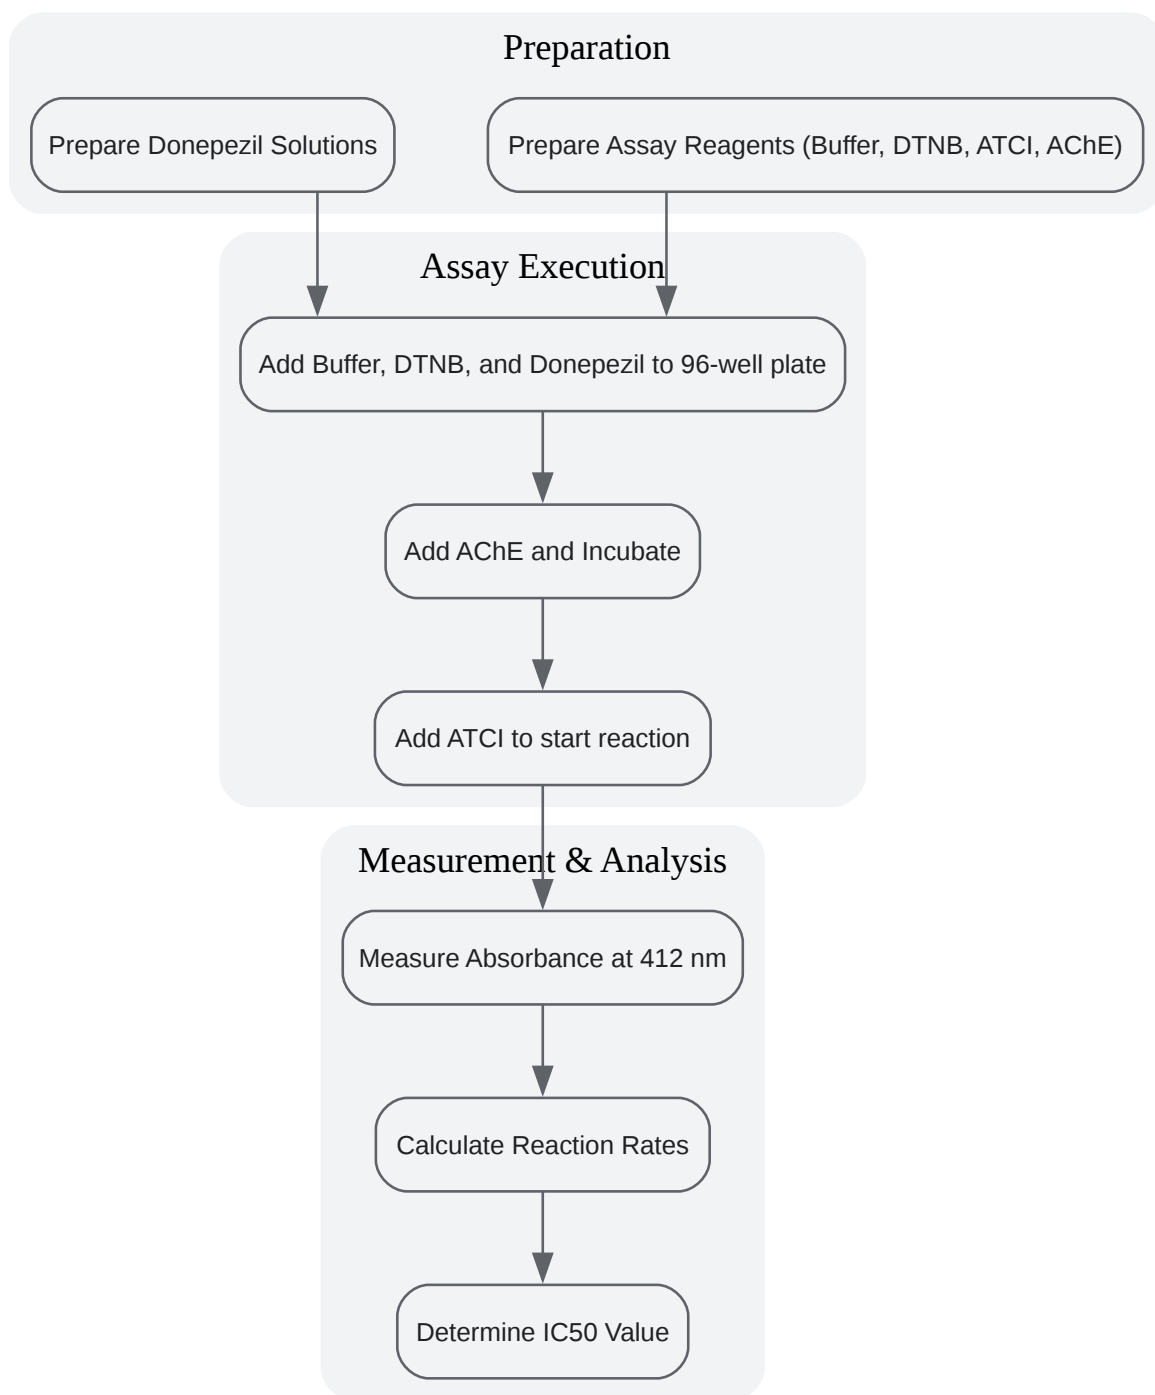 Preparation
Prepare Donepezil Solutions
Prepare Assay Reagents (Buffer, DTNB, ATCI, AChE)
Assay Execution
Add Buffer, DTNB, and Donepezil to 96-well plate
Add AChE and Incubate
Add ATCI to start reaction
Measurement & Analysis
Measure Absorbance at 412 nm
Calculate Reaction Rates
Determine IC50 Value